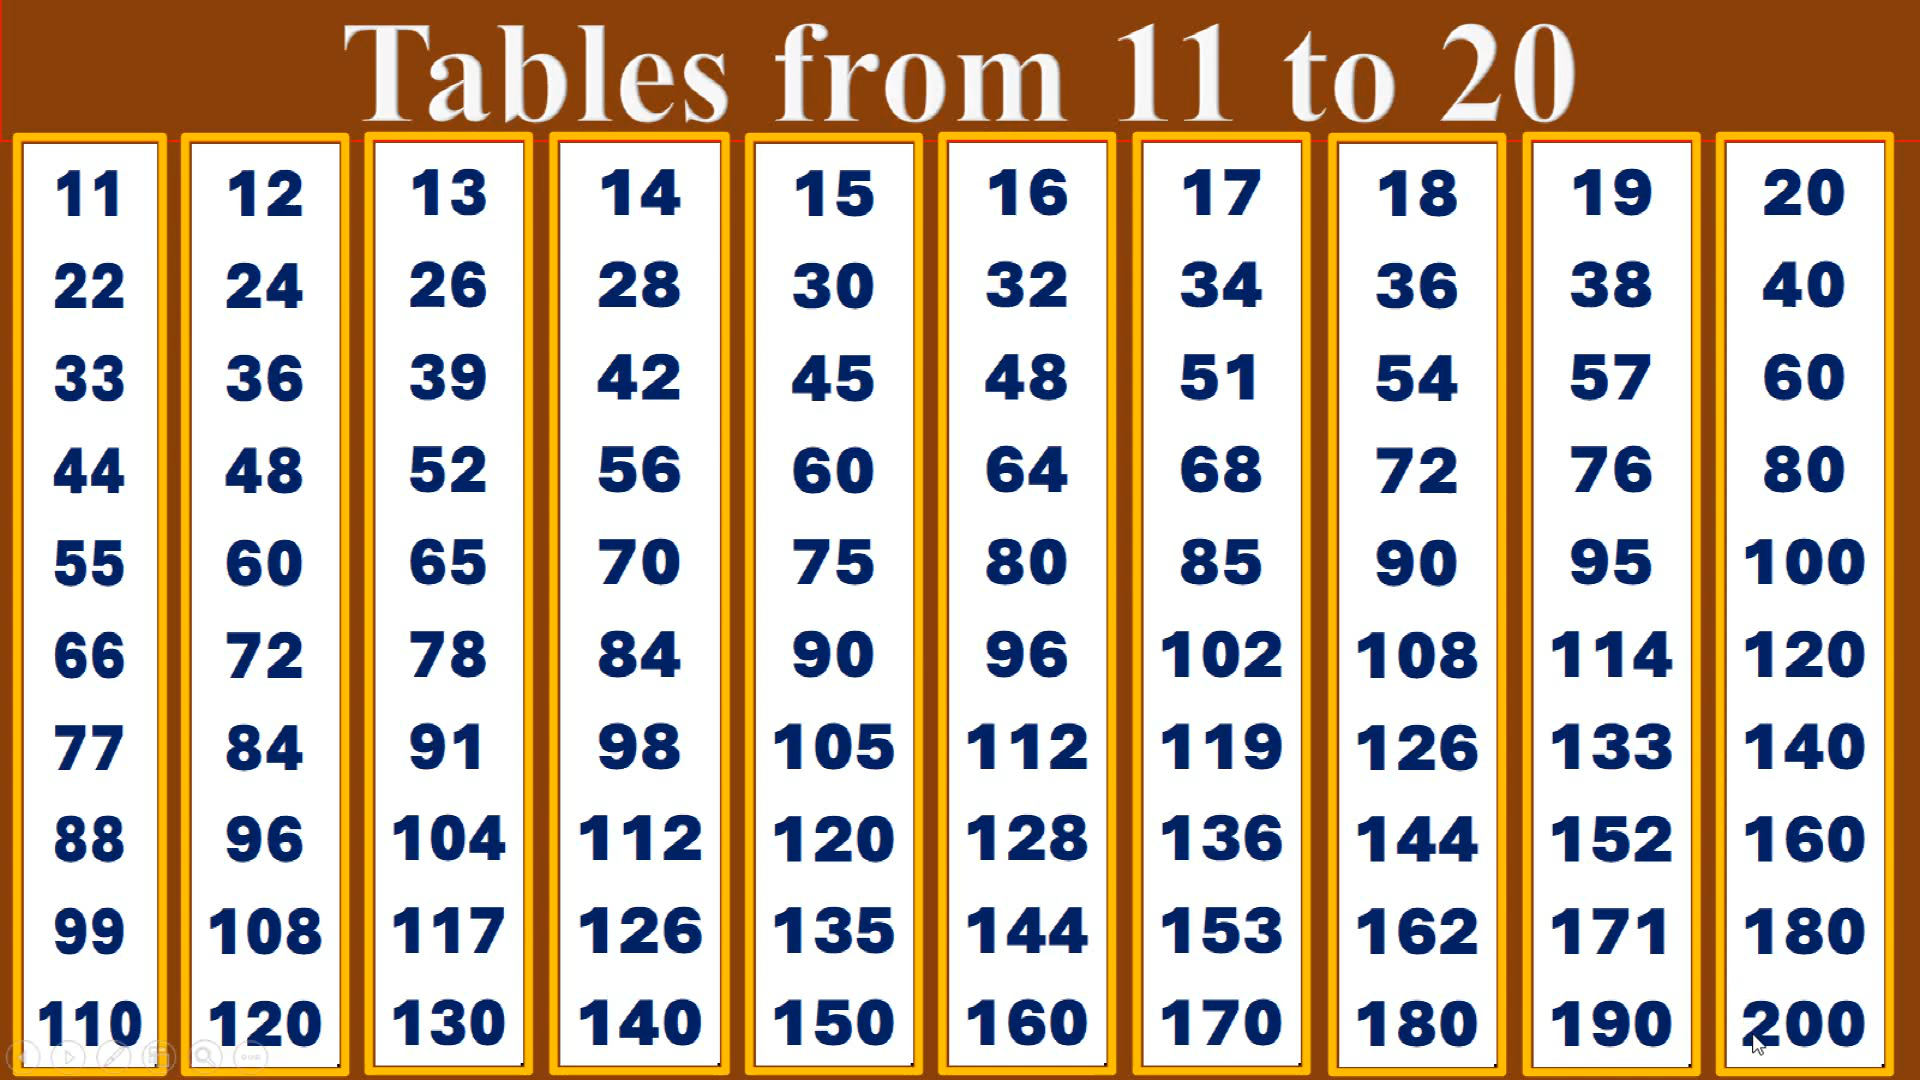 Tables from 11 to 20
11 12 13 14 15 16 17 18 19 20
22 24 26 28 30 32 34 36 38 40
33 36 39 42 45 48 51 54 57 60
44 48 52 56 60 64 68 72 76 80
55 60 65 70 75 80 85 90 95 100
66 72 78 84 90 96 102 108 114 120
77 84 91 98 105 112 119 126 133 140
88 96 104 112 120 128 136 144 152 160
99 108 117 126 135 144 153 162 171 180
110 120 130 140 150 160 170 180 190 200